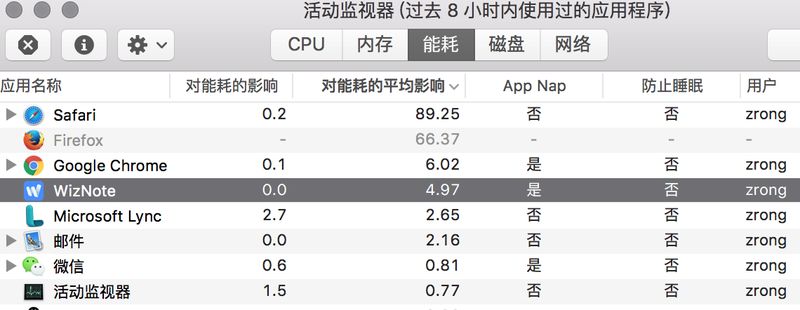 活动监视器 (过去 8 小时内使用过的应用程序)
CPU 内存 能耗 磁盘 网络
应用名称 对能耗的影响 对能耗的平均影响 App Nap 防止睡眠 用户
Safari 0.2 89.25 否 否 zrong
Firefox - 66.37 - - -
Google Chrome 0.1 6.02 是 否 zrong
WizNote 0.0 4.97 是 否 zrong
Microsoft Lync 2.7 2.65 否 否 zrong
邮件 0.0 2.16 否 否 zrong
微信 0.6 0.81 是 否 zrong
活动监视器 1.5 0.77 否 否 zrong